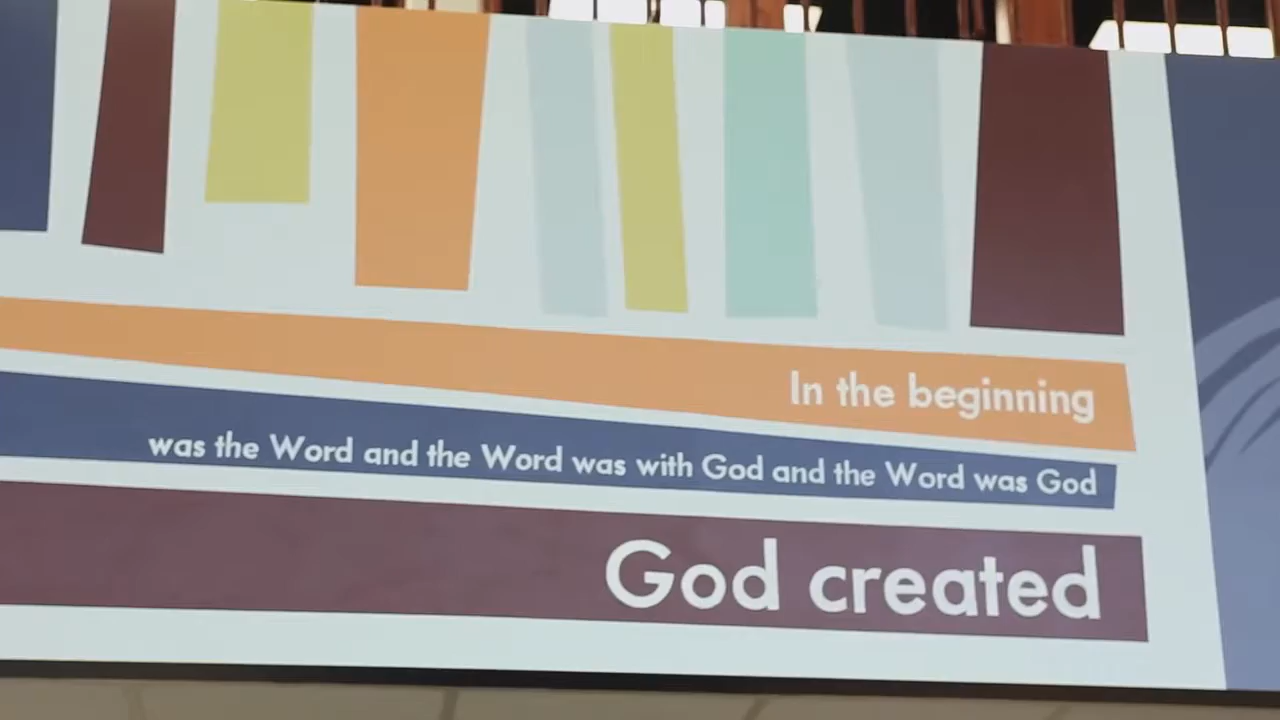 In the beginning
was the Word and the Word was with God and the Word was God
God created